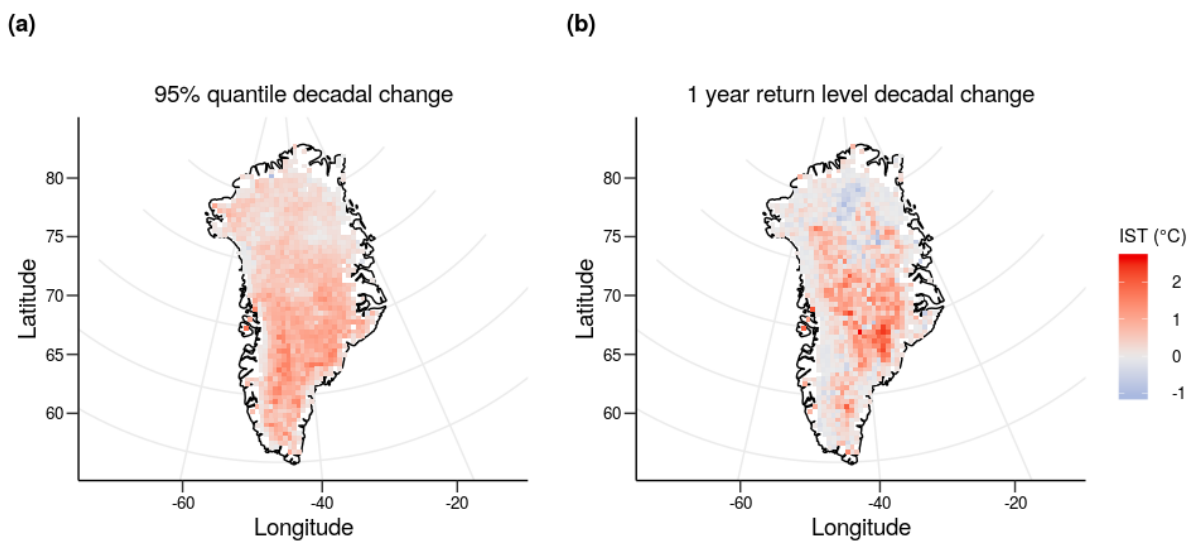 (a)
95% quantile decadal change
80
75
70
65
60
Latitude
-60
-40
-20
Longitude
(b)
1 year return level decadal change
80
75
70
65
60
Latitude
-60
-40
-20
Longitude
IST (°C)
2
1
0
-1